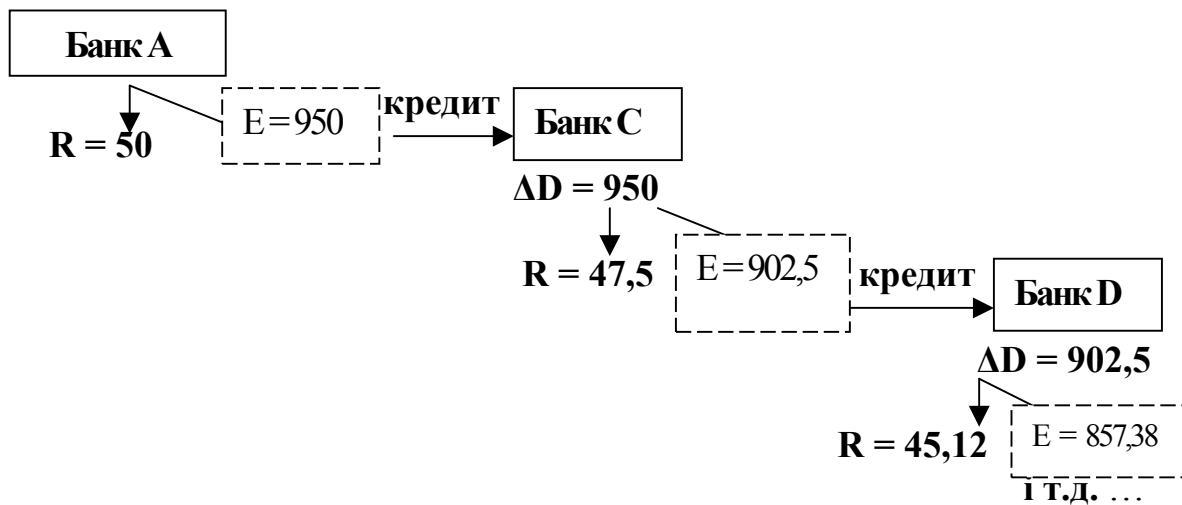 Банк А
E = 950
кредит
R = 50
Банк С
ΔD = 950
R = 47,5
E = 902,5
кредит
Банк D
ΔD = 902,5
R = 45,12
E = 857,38
і т.д. …